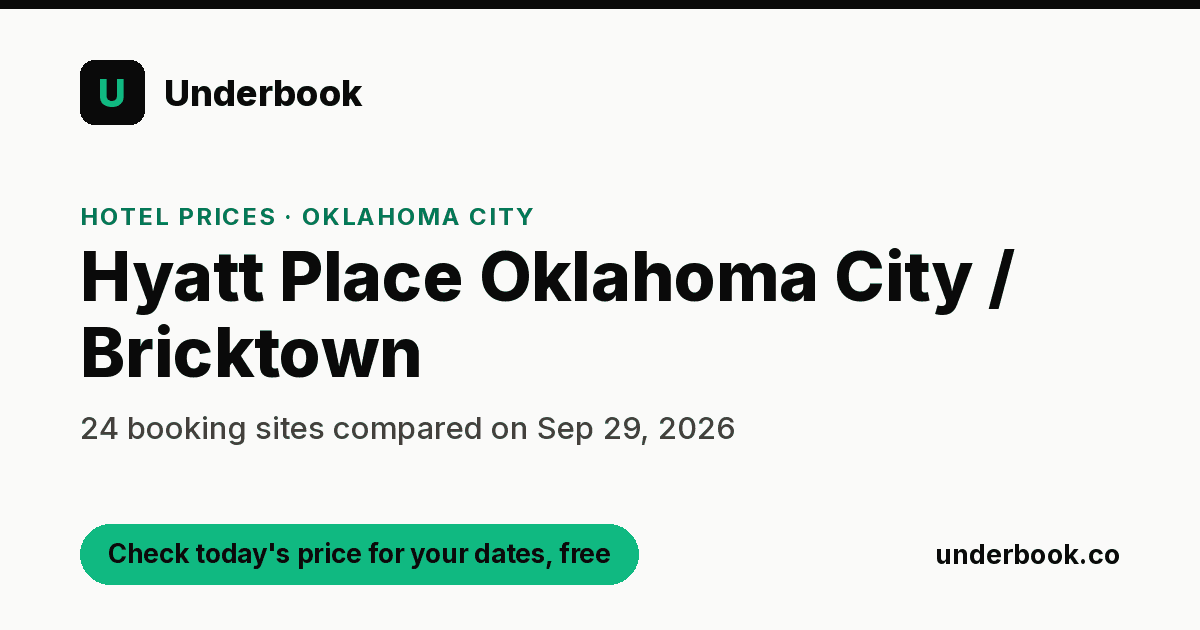 U
Underbook
HOTEL PRICES · OKLAHOMA CITY
Hyatt Place Oklahoma City /
Bricktown
24 booking sites compared on Sep 29, 2026
Check today's price for your dates, free
underbook.co